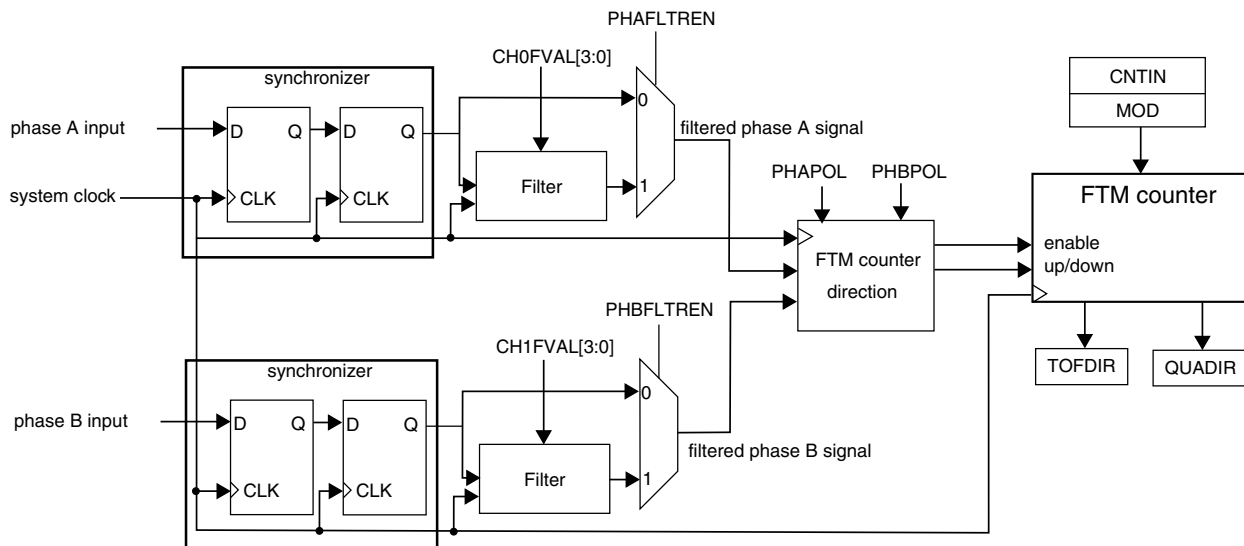 PHAFLTREN
CH0FVAL[3:0]
synchronizer
CNTIN
MOD
0
phase A input
D
Q
D
Q
filtered phase A signal
Filter
1
system clock
CLK
CLK
PHAPOL
PHBPOL
FTM counter
enable
up/down
FTM counter
direction
PHBFLTREN
CH1FVAL[3:0]
synchronizer
TOFDIR
QUADIR
0
phase B input
D
Q
D
Q
filtered phase B signal
Filter
1
CLK
CLK